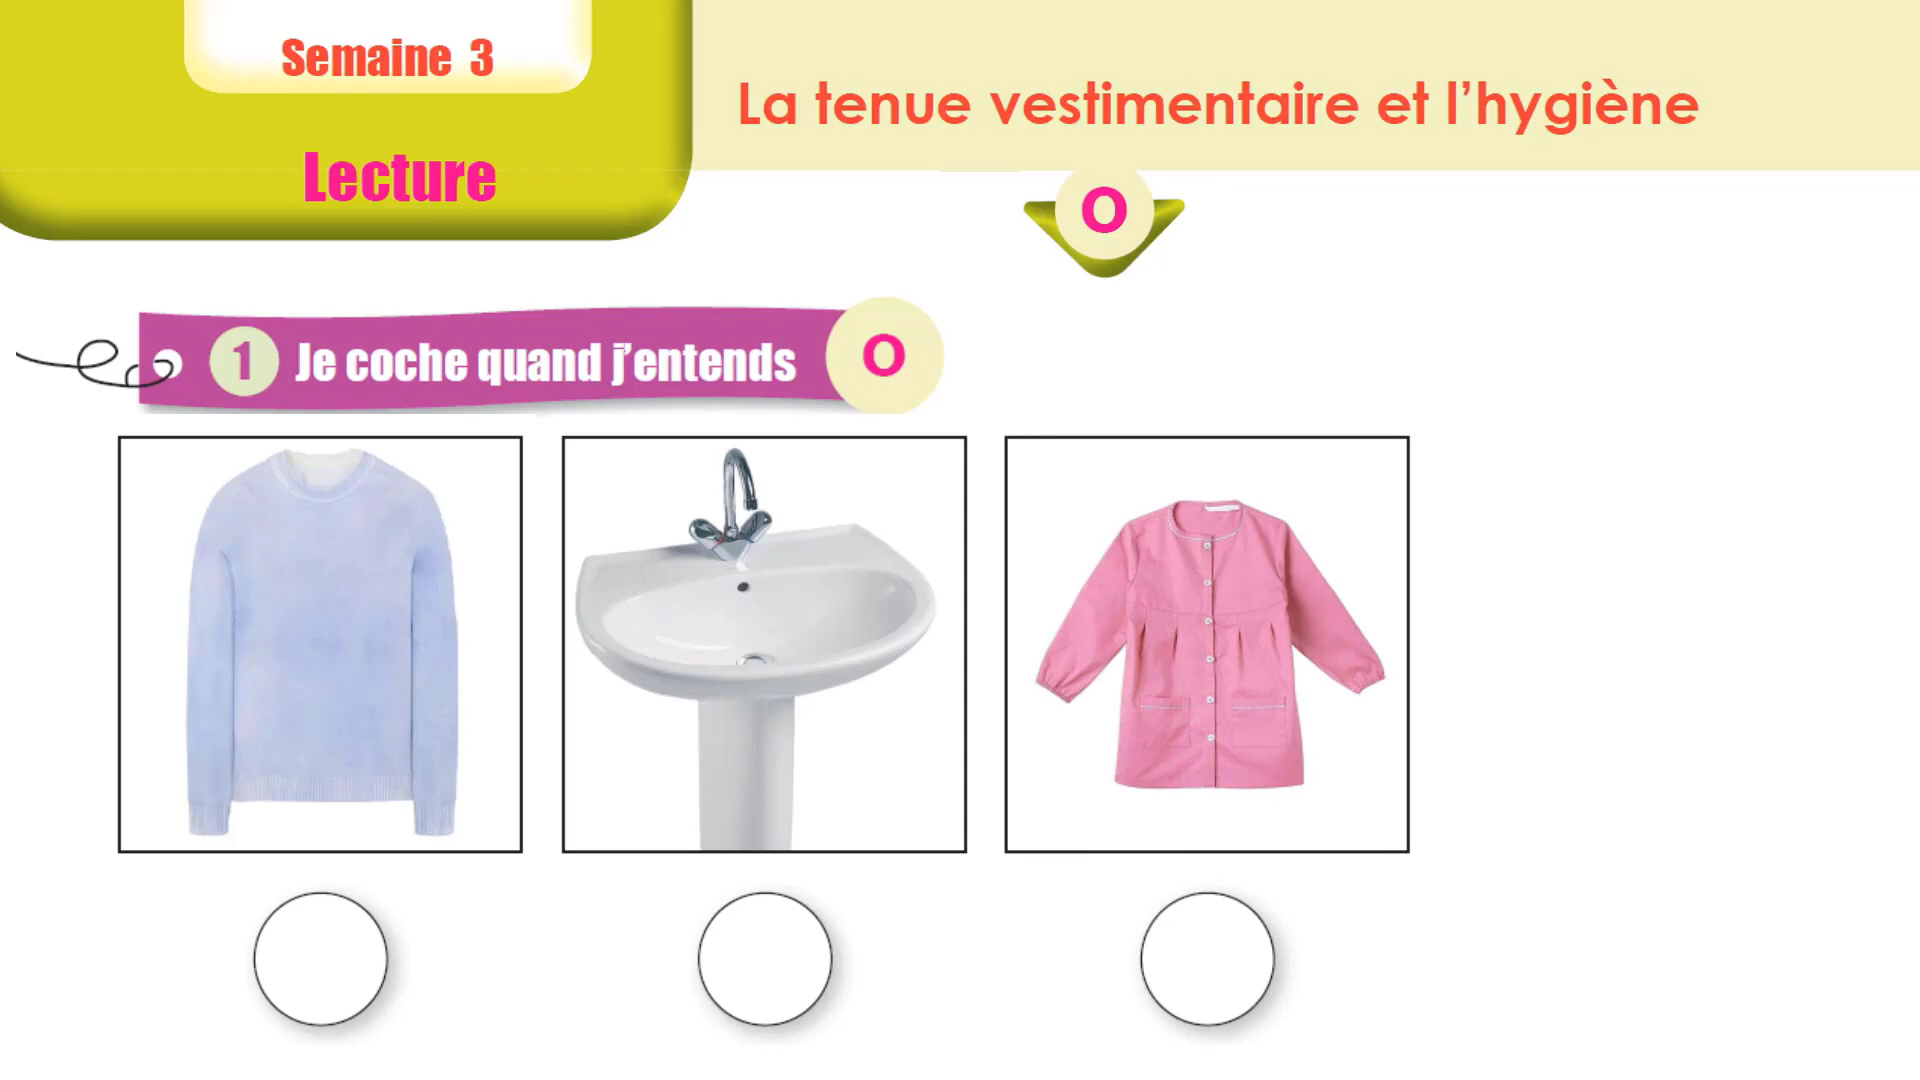 Semaine 3
Lecture
La tenue vestimentaire et l'hygiène
O
1 Je coche quand j'entends O